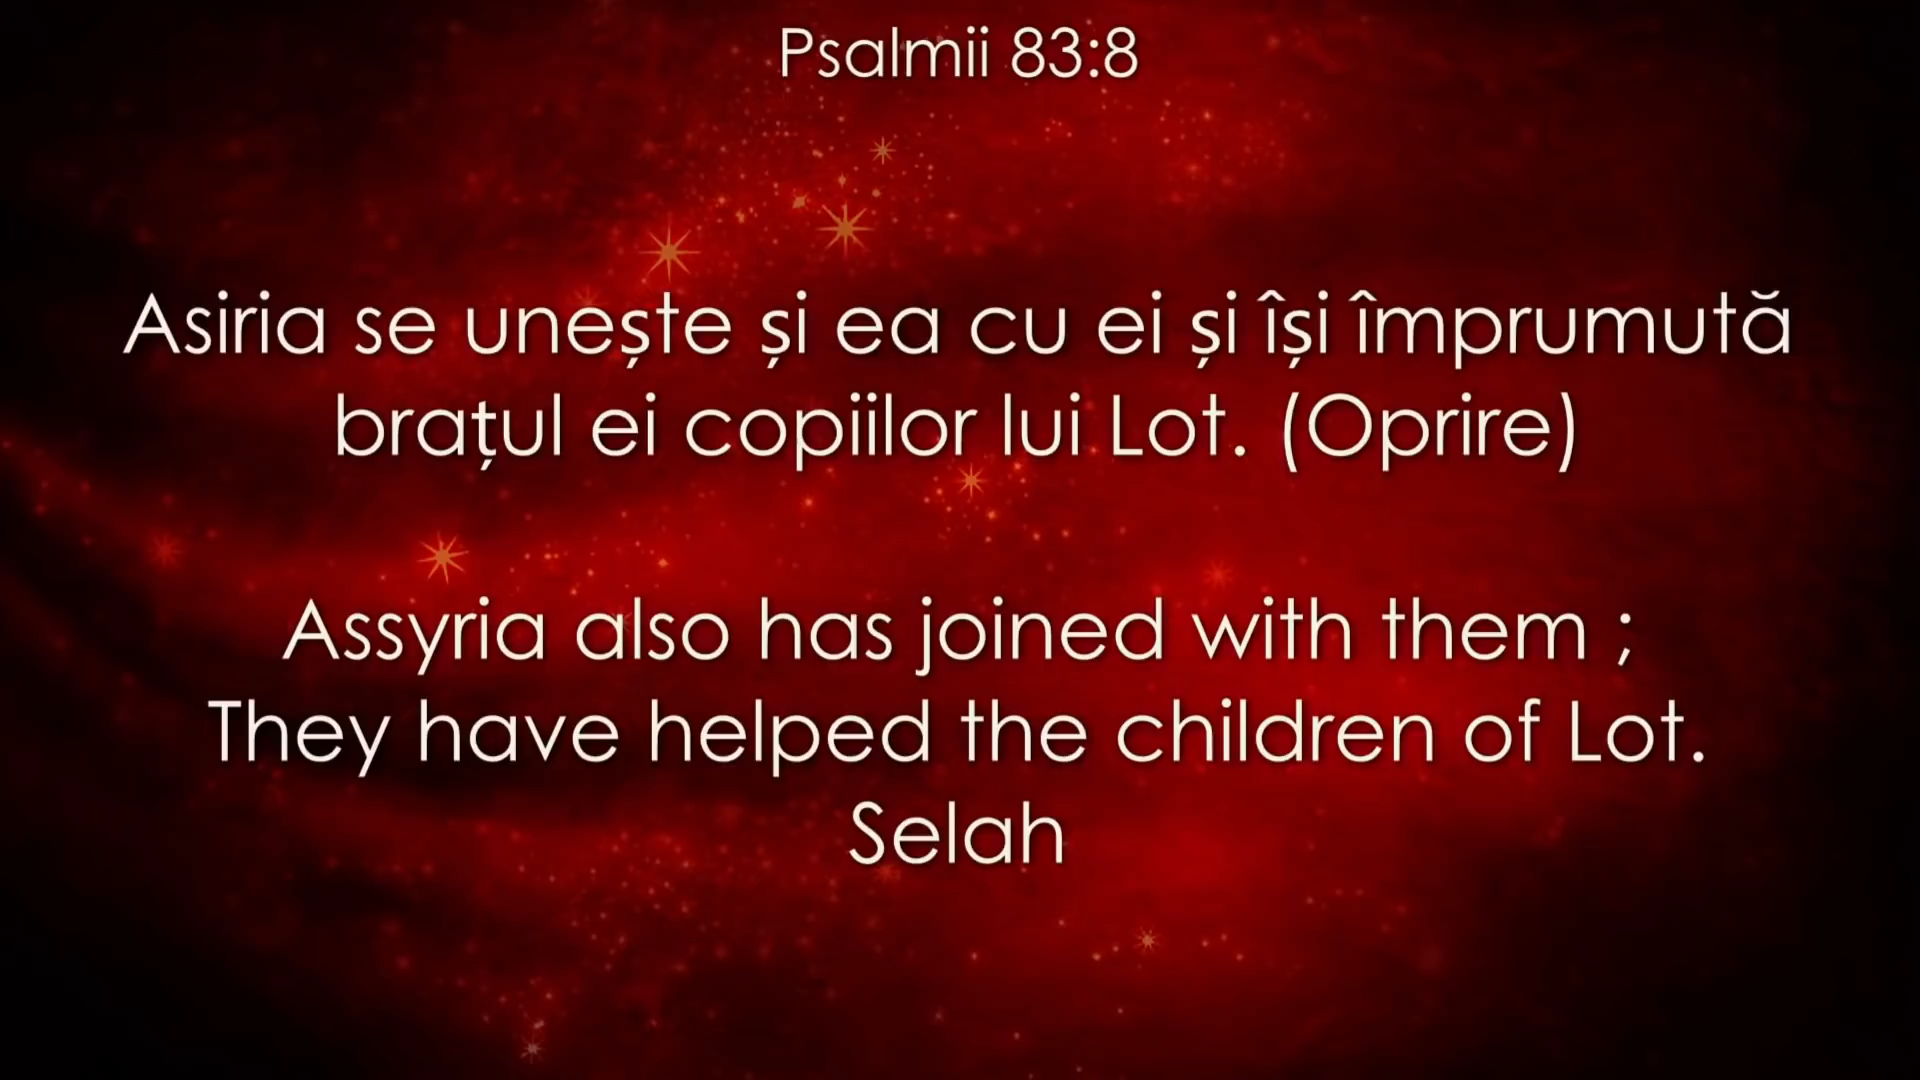 Psalmii 83:8
Asiria se unește și ea cu ei și își împrumută
brațul ei copiilor lui Lot. (Oprire)
Assyria also has joined with them ;
They have helped the children of Lot.
Selah